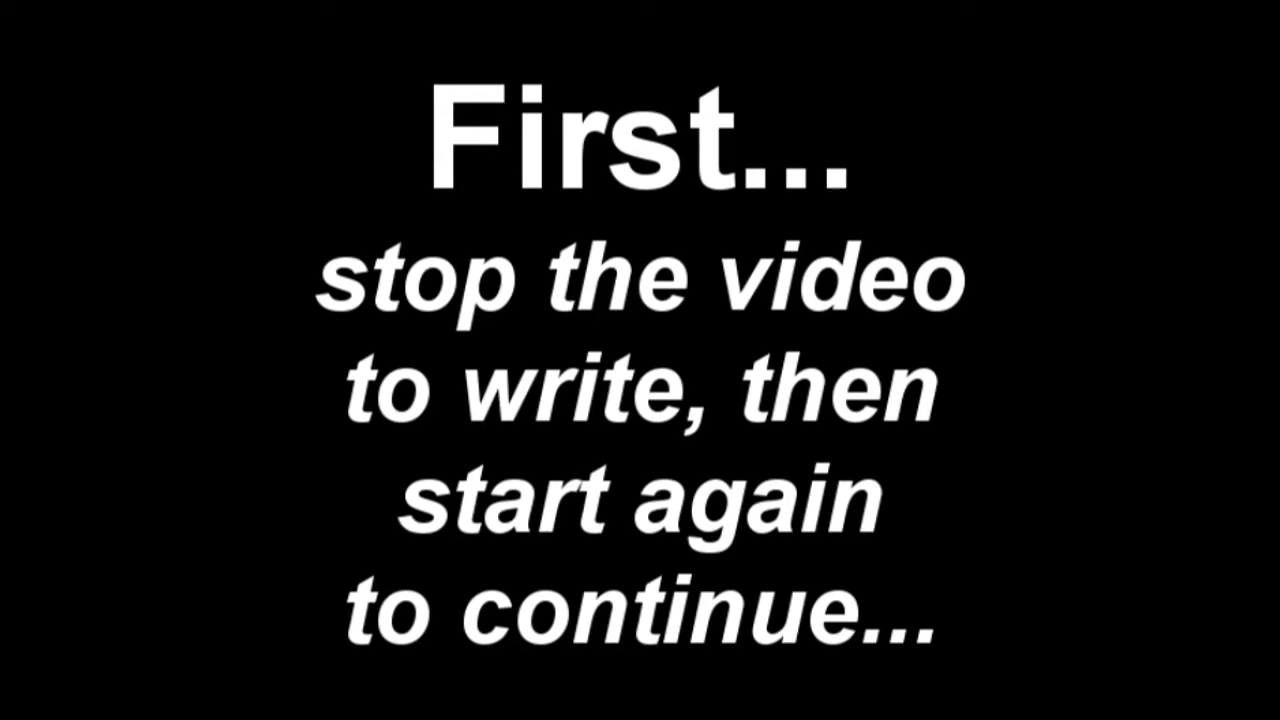 First...
stop the video
to write, then
start again
to continue...